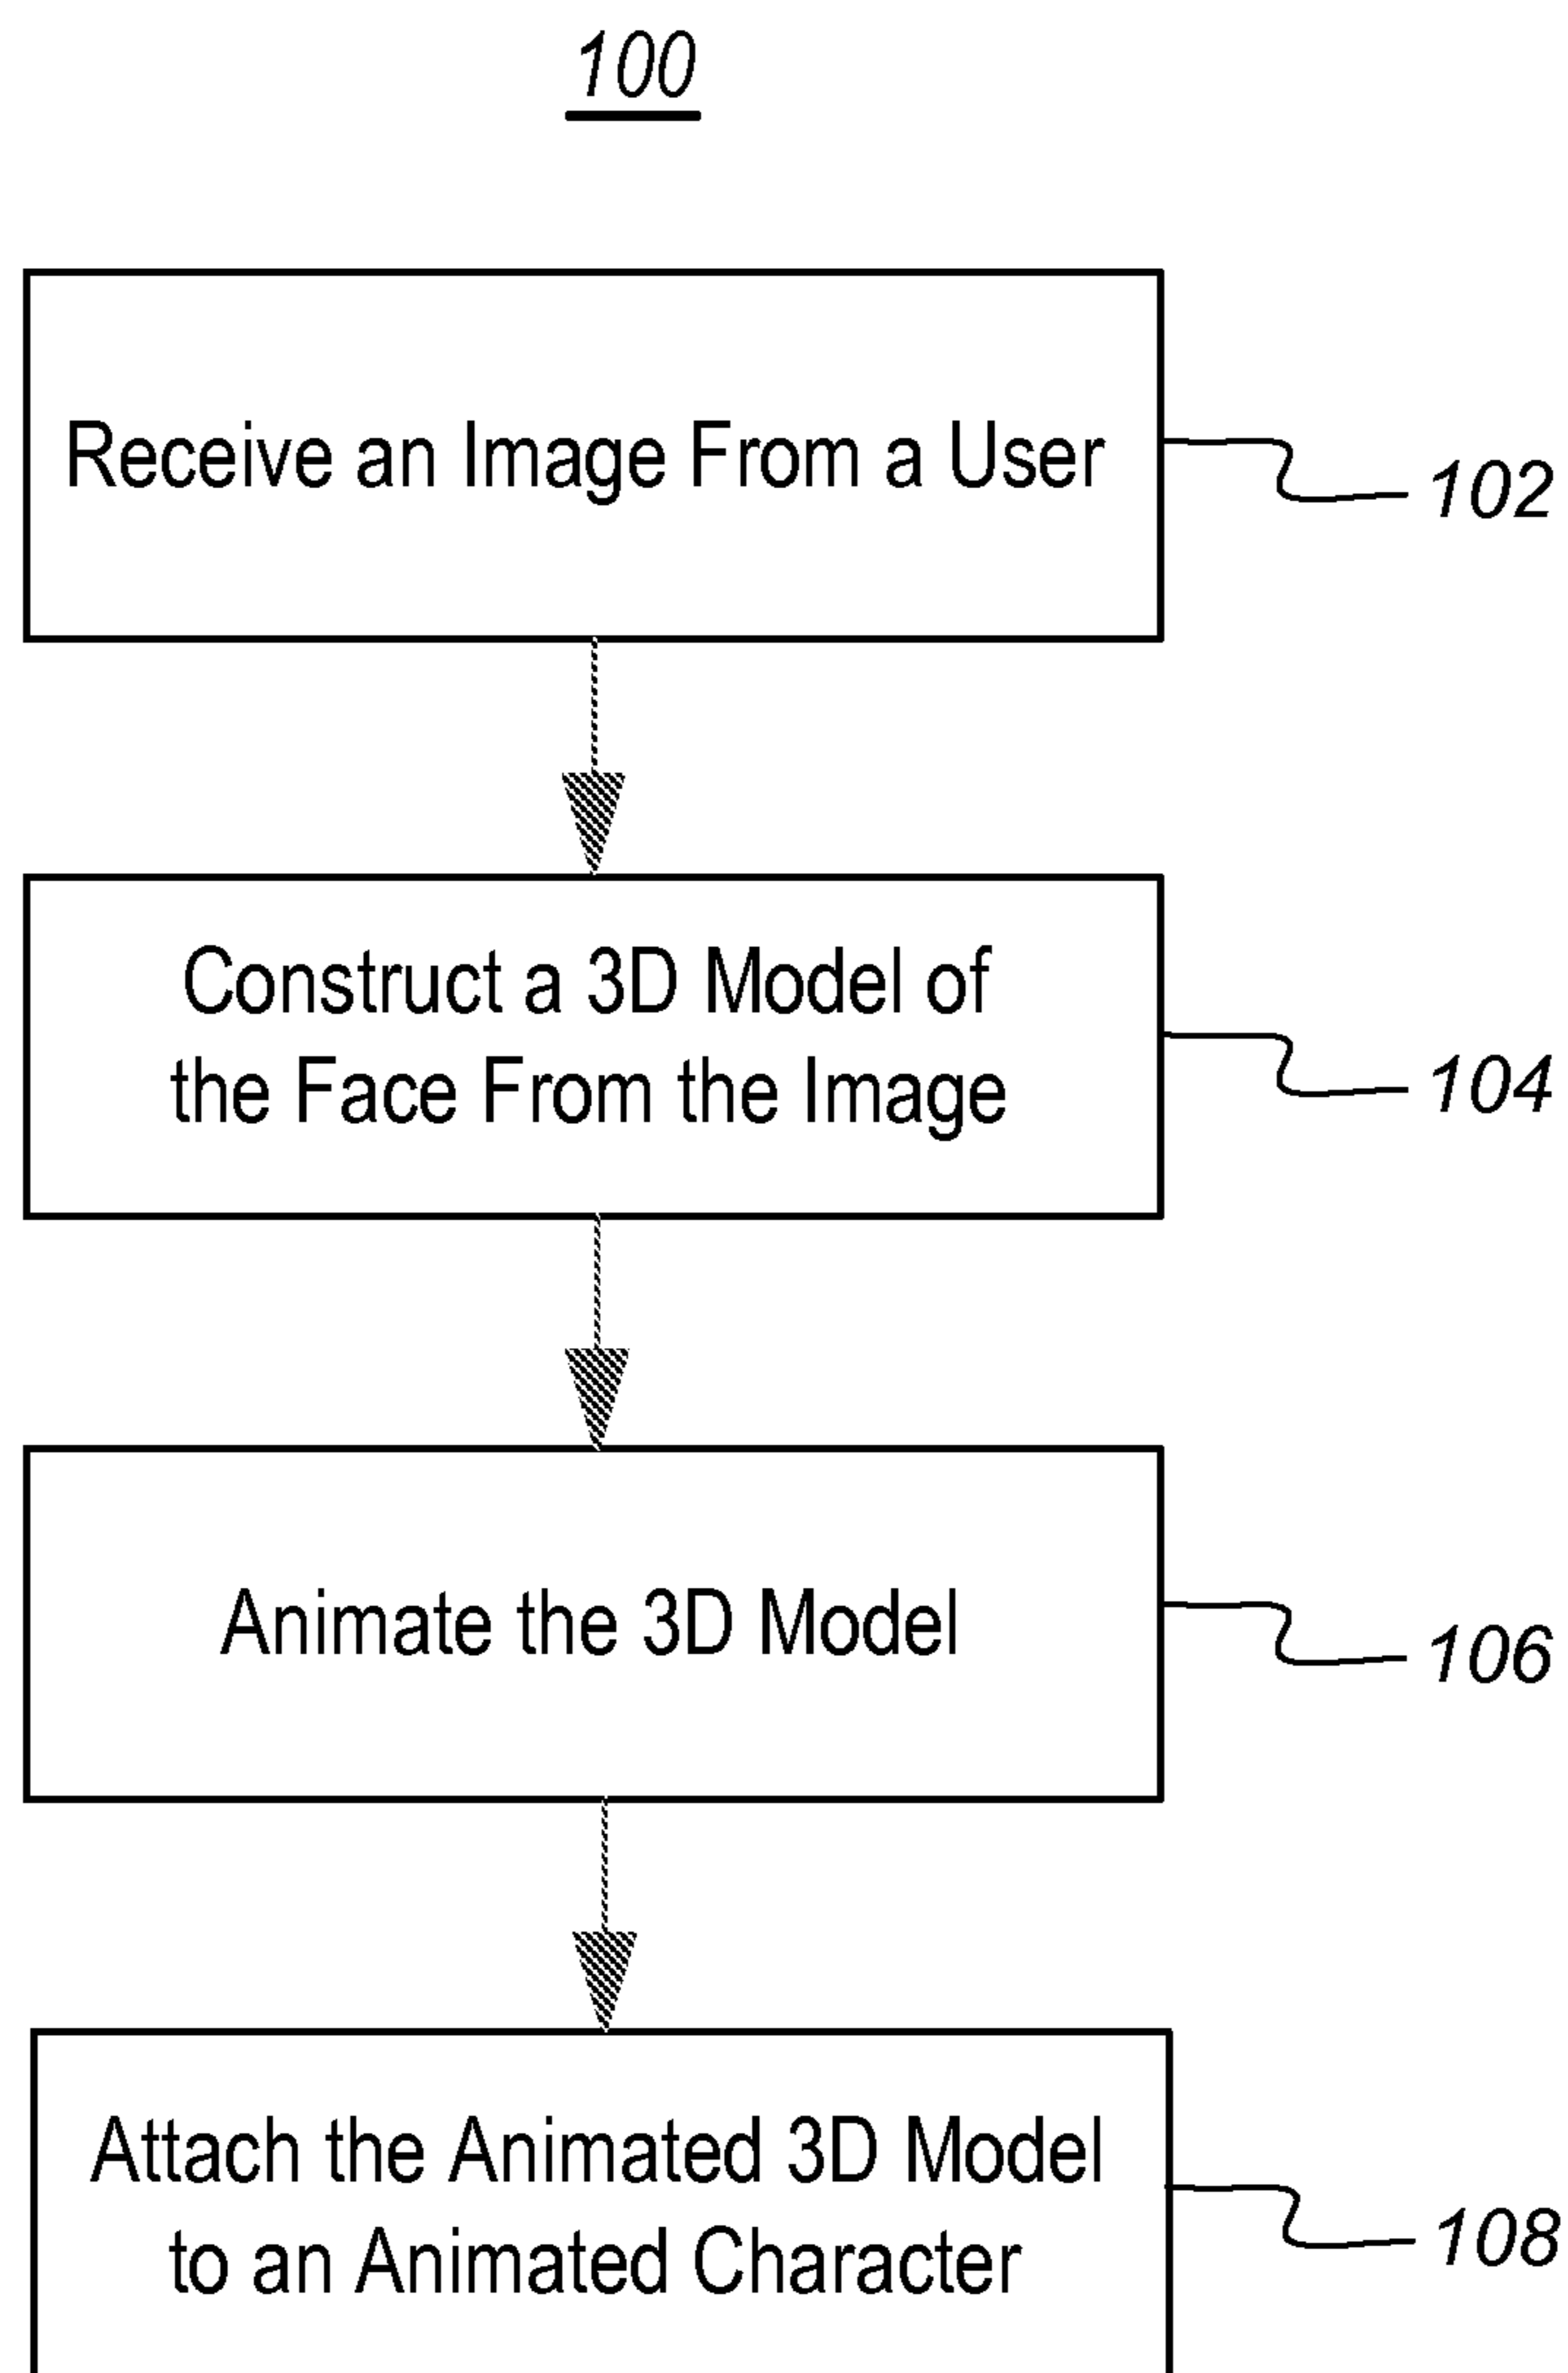 100
Receive an Image From a User
102
Construct a 3D Model of
the Face From the Image
104
Animate the 3D Model
106
Attach the Animated 3D Model
to an Animated Character
108